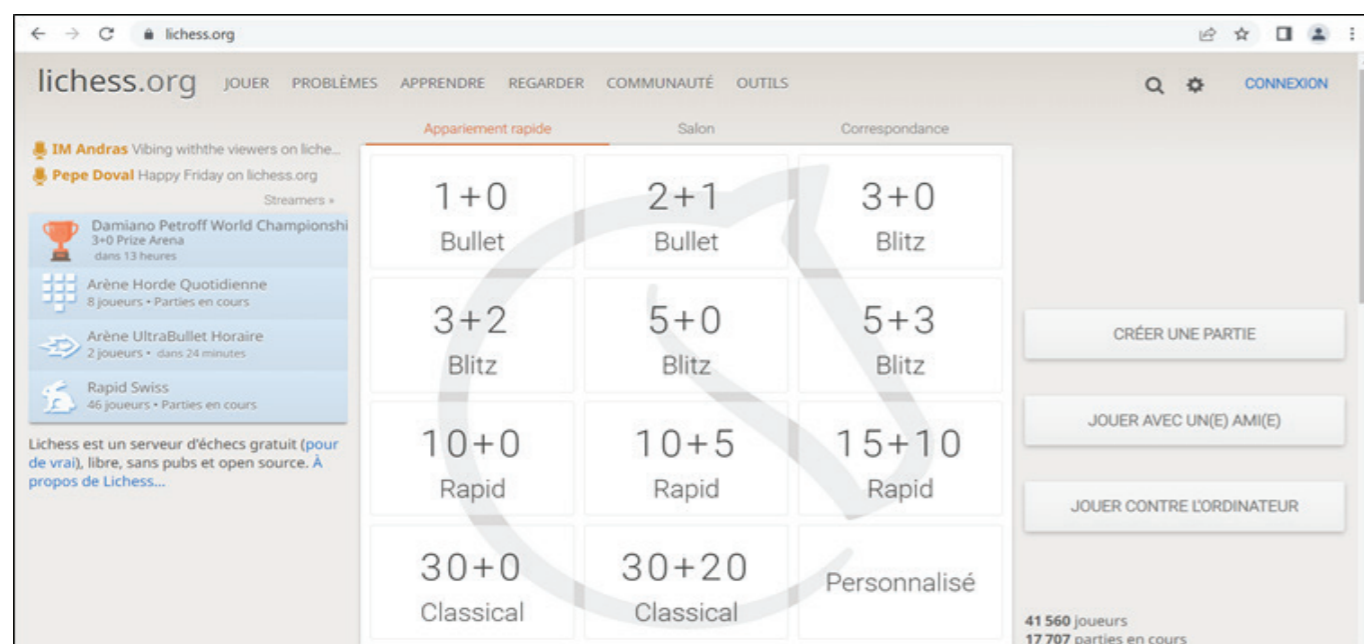 lichess.org
lichess.org JOUER PROBLÈMES APPRENDRE REGARDER COMMUNAUTÉ OUTILS CONNEXION
IM Andras Vibing withthe viewers on liche...
Pepe Doval Happy Friday on lichess.org
Streamers »
Damiano Petroff World Championshi
3+0 Prize Arena
dans 13 heures
Arène Horde Quotidienne
8 joueurs • Parties en cours
Arène UltraBullet Horaire
2 joueurs • dans 24 minutes
Rapid Swiss
46 joueurs • Parties en cours
Lichess est un serveur d'échecs gratuit (pour
de vrai), libre, sans pubs et open source. À
propos de Lichess...
Appariement rapide Salon Correspondance
1+0 2+1 3+0
Bullet Bullet Blitz
3+2 5+0 5+3
Blitz Blitz Blitz
10+0 10+5 15+10
Rapid Rapid Rapid
30+0 30+20 Personnalisé
Classical Classical
CRÉER UNE PARTIE
JOUER AVEC UN(E) AMI(E)
JOUER CONTRE L'ORDINATEUR
41 560 joueurs
17 707 parties en cours